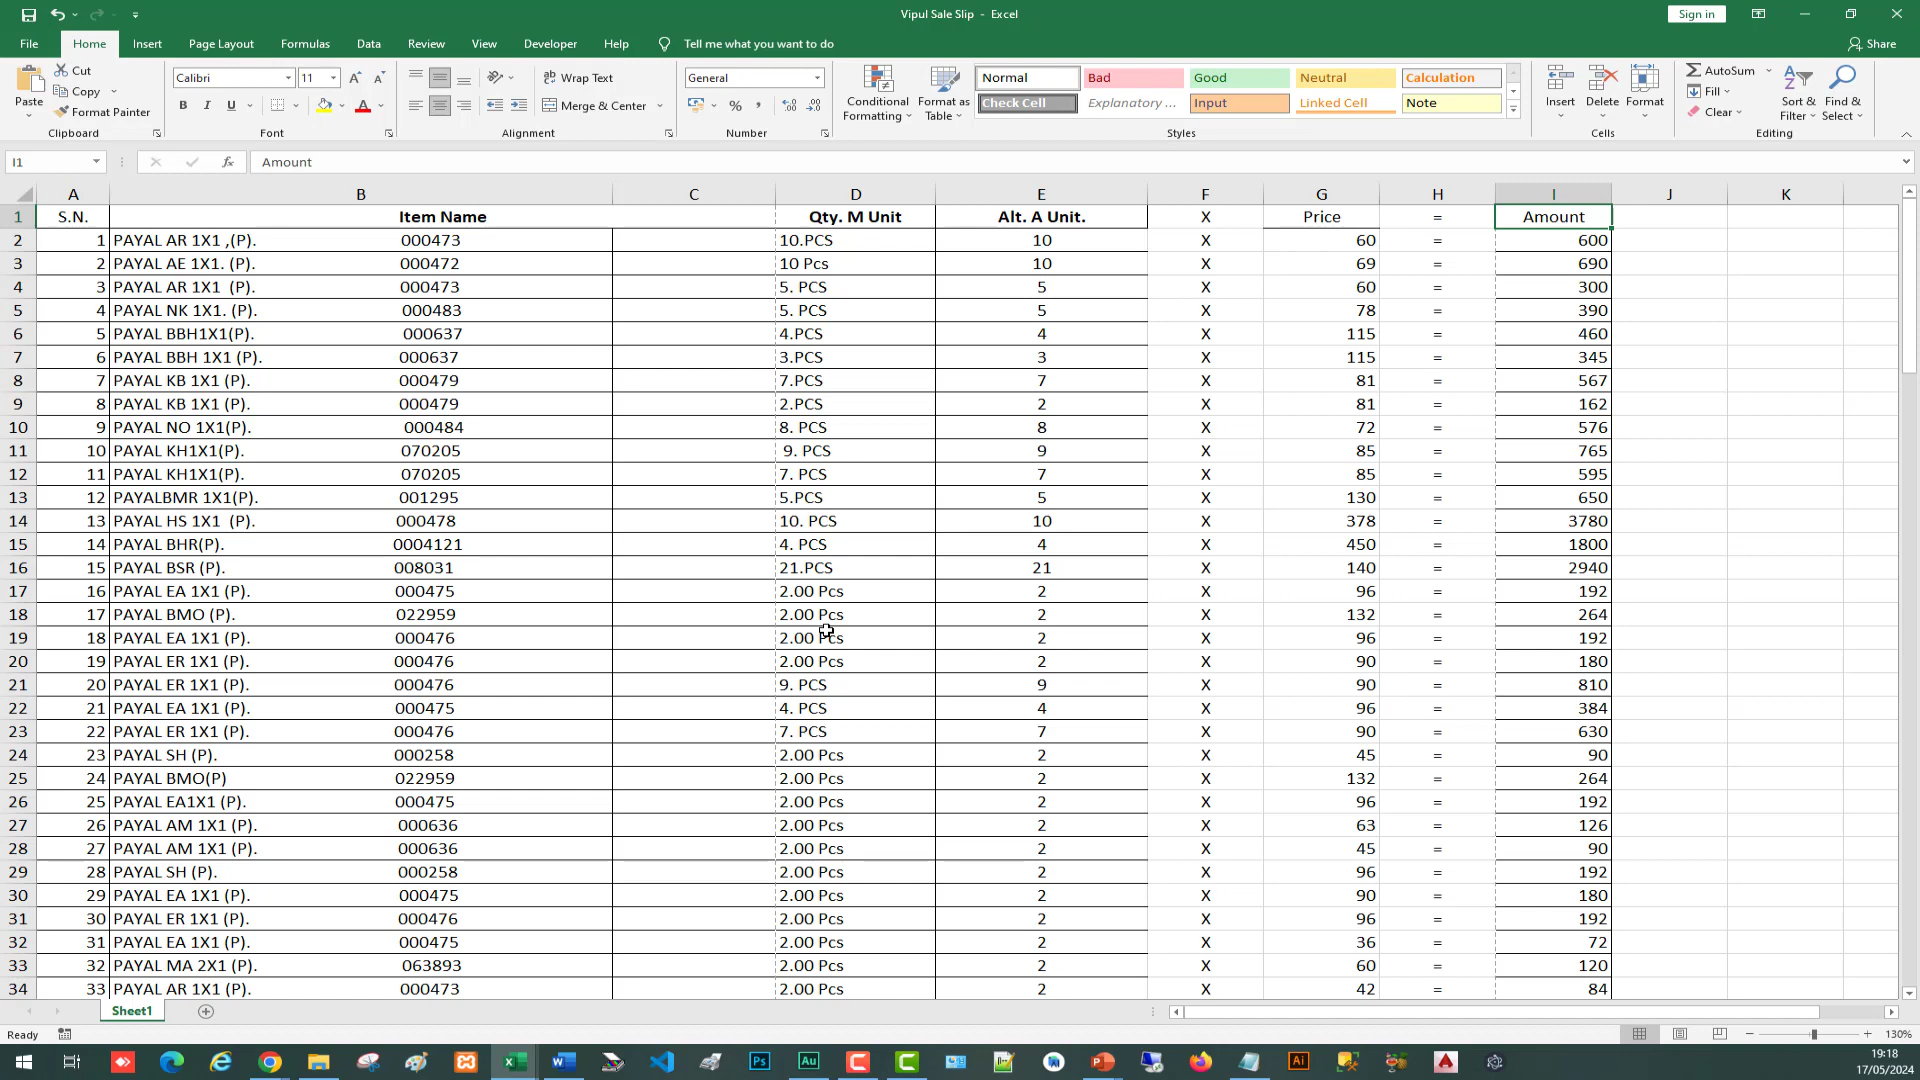 Vipul Sale Slip - Excel
Sign in
File Home Insert Page Layout Formulas Data Review View Developer Help Tell me what you want to do Share
Paste Cut Copy Format Painter Clipboard
Calibri 11 Font
Wrap Text Merge & Center Alignment
General Number
Conditional Formatting Format as Table
Normal Bad Good Neutral Calculation
Check Cell Explanatory ... Input Linked Cell Note
Styles
Insert Delete Format Cells
AutoSum Fill Clear Sort & Filter Find & Select Editing
I1 fx Amount
A B C D E F G H I J K
1 S.N. Item Name Qty. M Unit Alt. A Unit. X Price = Amount
2 1 PAYAL AR 1X1 ,(P). 000473 10.PCS 10 X 60 = 600
3 2 PAYAL AE 1X1. (P). 000472 10 Pcs 10 X 69 = 690
4 3 PAYAL AR 1X1 (P). 000473 5. PCS 5 X 60 = 300
5 4 PAYAL NK 1X1. (P). 000483 5. PCS 5 X 78 = 390
6 5 PAYAL BBH1X1(P). 000637 4.PCS 4 X 115 = 460
7 6 PAYAL BBH 1X1 (P). 000637 3.PCS 3 X 115 = 345
8 7 PAYAL KB 1X1 (P). 000479 7.PCS 7 X 81 = 567
9 8 PAYAL KB 1X1 (P). 000479 2.PCS 2 X 81 = 162
10 9 PAYAL NO 1X1(P). 000484 8. PCS 8 X 72 = 576
11 10 PAYAL KH1X1(P). 070205 9. PCS 9 X 85 = 765
12 11 PAYAL KH1X1(P). 070205 7. PCS 7 X 85 = 595
13 12 PAYALBMR 1X1(P). 001295 5.PCS 5 X 130 = 650
14 13 PAYAL HS 1X1 (P). 000478 10. PCS 10 X 378 = 3780
15 14 PAYAL BHR(P). 0004121 4. PCS 4 X 450 = 1800
16 15 PAYAL BSR (P). 008031 21.PCS 21 X 140 = 2940
17 16 PAYAL EA 1X1 (P). 000475 2.00 Pcs 2 X 96 = 192
18 17 PAYAL BMO (P). 022959 2.00 Pcs 2 X 132 = 264
19 18 PAYAL EA 1X1 (P). 000476 2.00 Pcs 2 X 96 = 192
20 19 PAYAL ER 1X1 (P). 000476 2.00 Pcs 2 X 90 = 180
21 20 PAYAL ER 1X1 (P). 000476 9. PCS 9 X 90 = 810
22 21 PAYAL EA 1X1 (P). 000475 4. PCS 4 X 96 = 384
23 22 PAYAL ER 1X1 (P). 000476 7. PCS 7 X 90 = 630
24 23 PAYAL SH (P). 000258 2.00 Pcs 2 X 45 = 90
25 24 PAYAL BMO(P) 022959 2.00 Pcs 2 X 132 = 264
26 25 PAYAL EA1X1 (P). 000475 2.00 Pcs 2 X 96 = 192
27 26 PAYAL AM 1X1 (P). 000636 2.00 Pcs 2 X 63 = 126
28 27 PAYAL AM 1X1 (P). 000636 2.00 Pcs 2 X 45 = 90
29 28 PAYAL SH (P). 000258 2.00 Pcs 2 X 96 = 192
30 29 PAYAL EA 1X1 (P). 000475 2.00 Pcs 2 X 90 = 180
31 30 PAYAL ER 1X1 (P). 000476 2.00 Pcs 2 X 96 = 192
32 31 PAYAL EA 1X1 (P). 000475 2.00 Pcs 2 X 36 = 72
33 32 PAYAL MA 2X1 (P). 063893 2.00 Pcs 2 X 60 = 120
34 33 PAYAL AR 1X1 (P). 000473 2.00 Pcs 2 X 42 = 84
Sheet1
Ready 130%
Ps Au Ai
19:18
17/05/2024